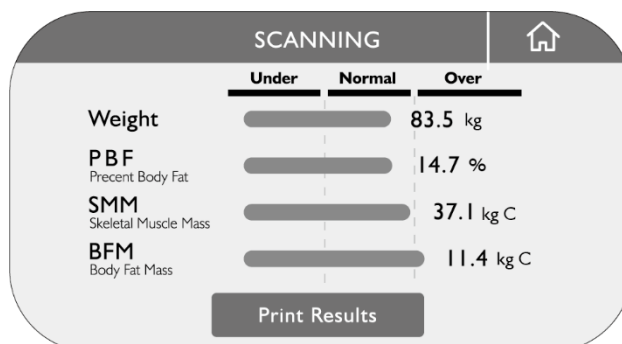 SCANNING
Under Normal Over
Weight 83.5 kg
PBF 14.7 %
Precent Body Fat
SMM 37.1 kg C
Skeletal Muscle Mass
BFM 11.4 kg C
Body Fat Mass
Print Results